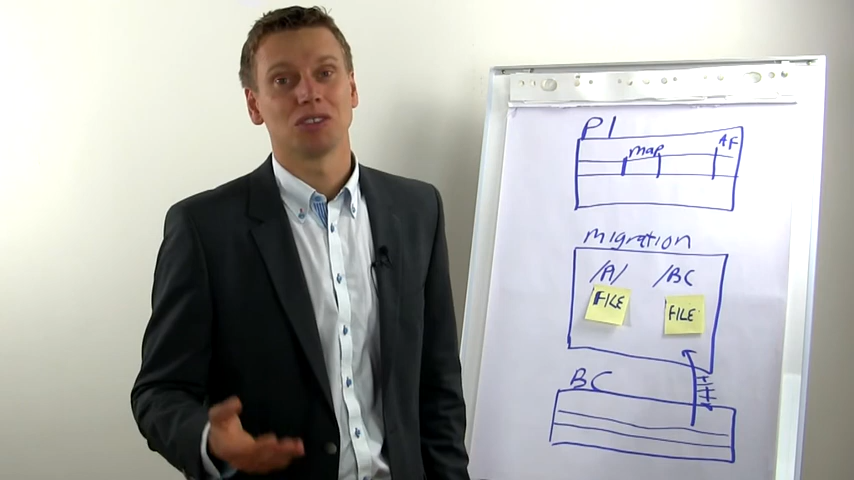 PI
map AF
migration
/A/ /BC
FILE FILE
BC